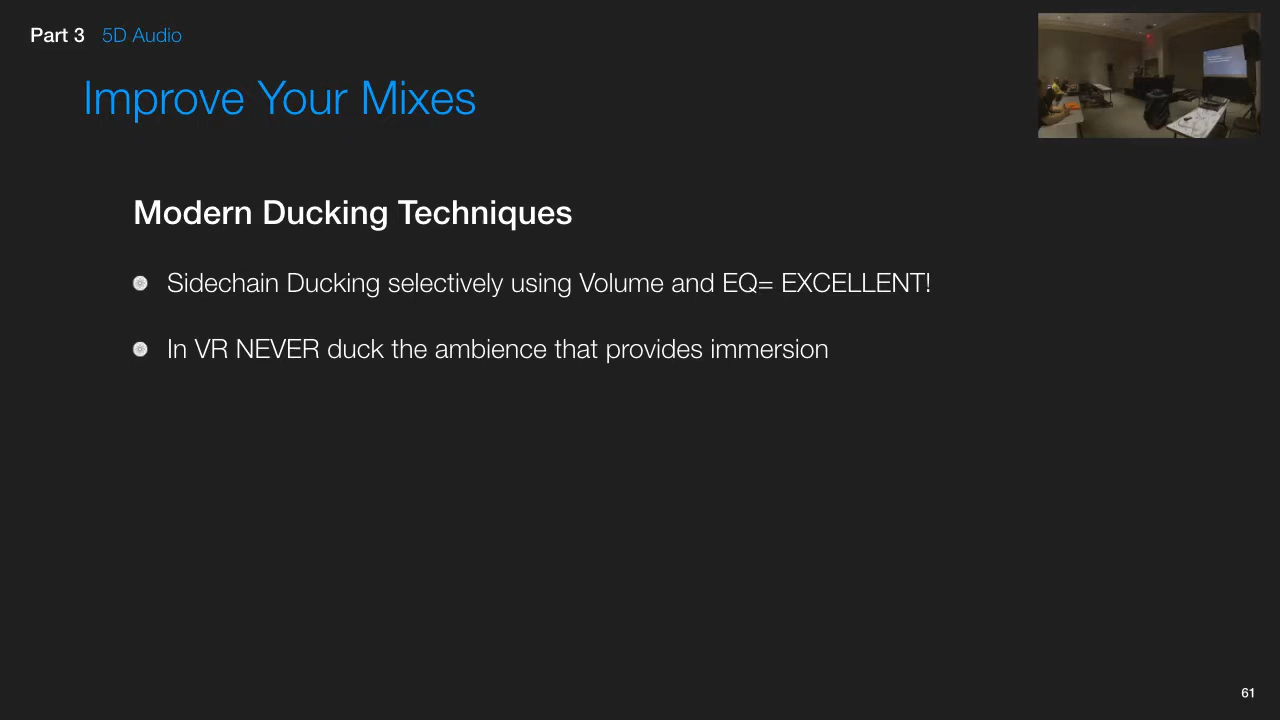 Part 3 5D Audio
Improve Your Mixes
Modern Ducking Techniques
Sidechain Ducking selectively using Volume and EQ= EXCELLENT!
In VR NEVER duck the ambience that provides immersion
61